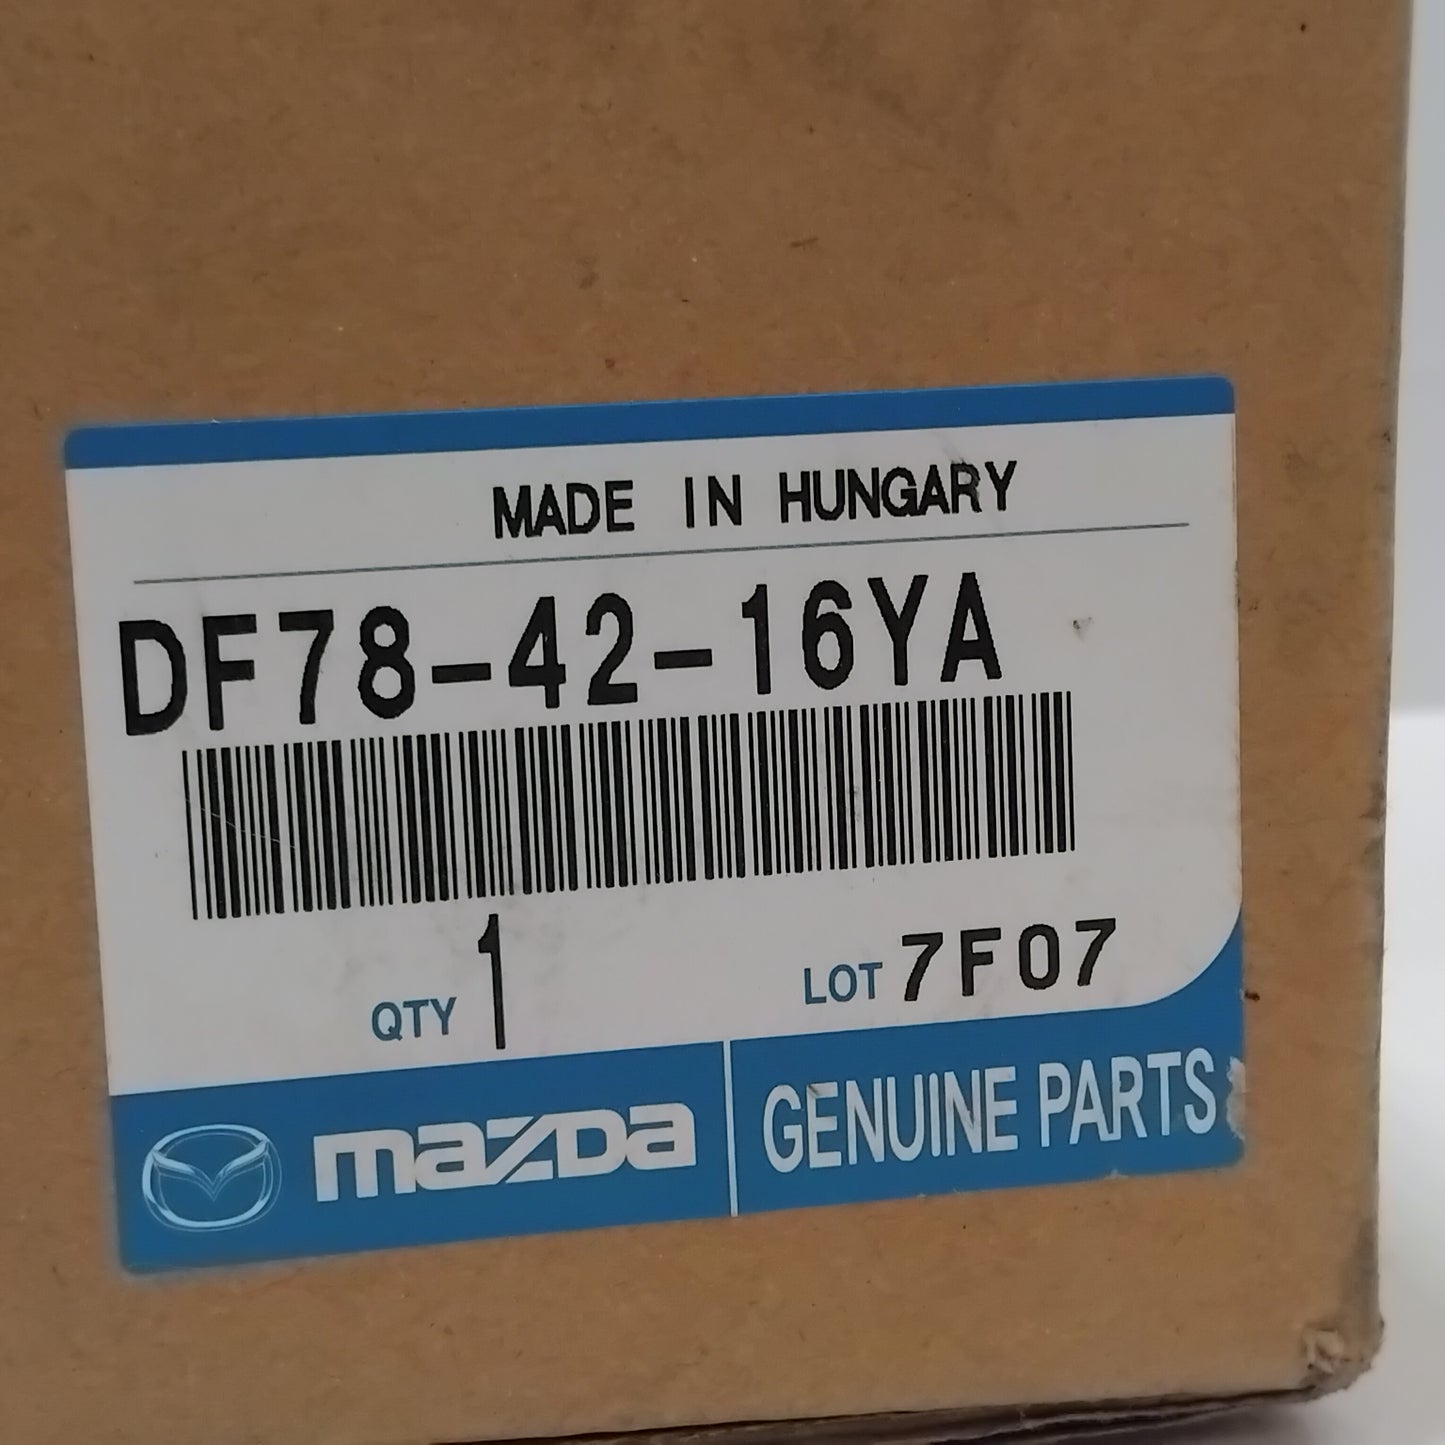 MADE IN HUNGARY
DF78-42-16YA
QTY 1
LOT 7F07
mazda
GENUINE PARTS